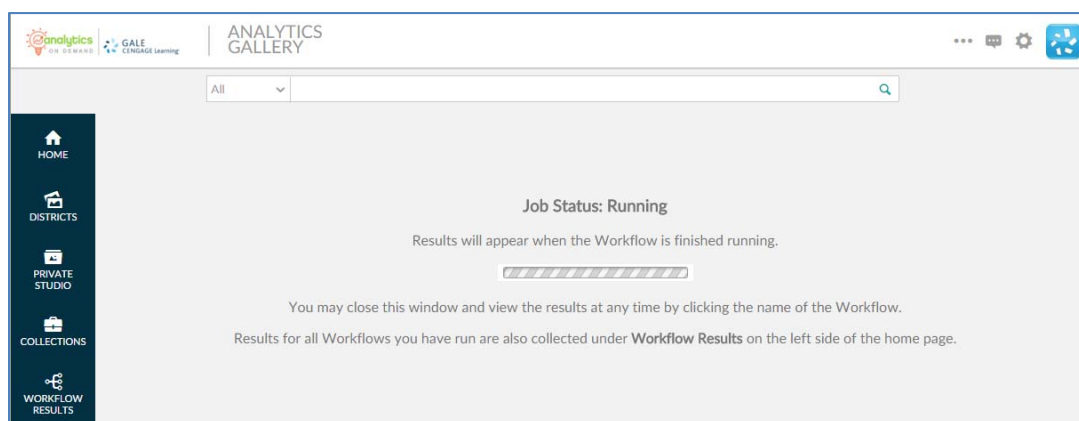 analytics
ON DEMAND
GALE
CENGAGE Learning
ANALYTICS
GALLERY
All
HOME
DISTRICTS
PRIVATE
STUDIO
COLLECTIONS
WORKFLOW
RESULTS
Job Status: Running
Results will appear when the Workflow is finished running.
You may close this window and view the results at any time by clicking the name of the Workflow.
Results for all Workflows you have run are also collected under Workflow Results on the left side of the home page.